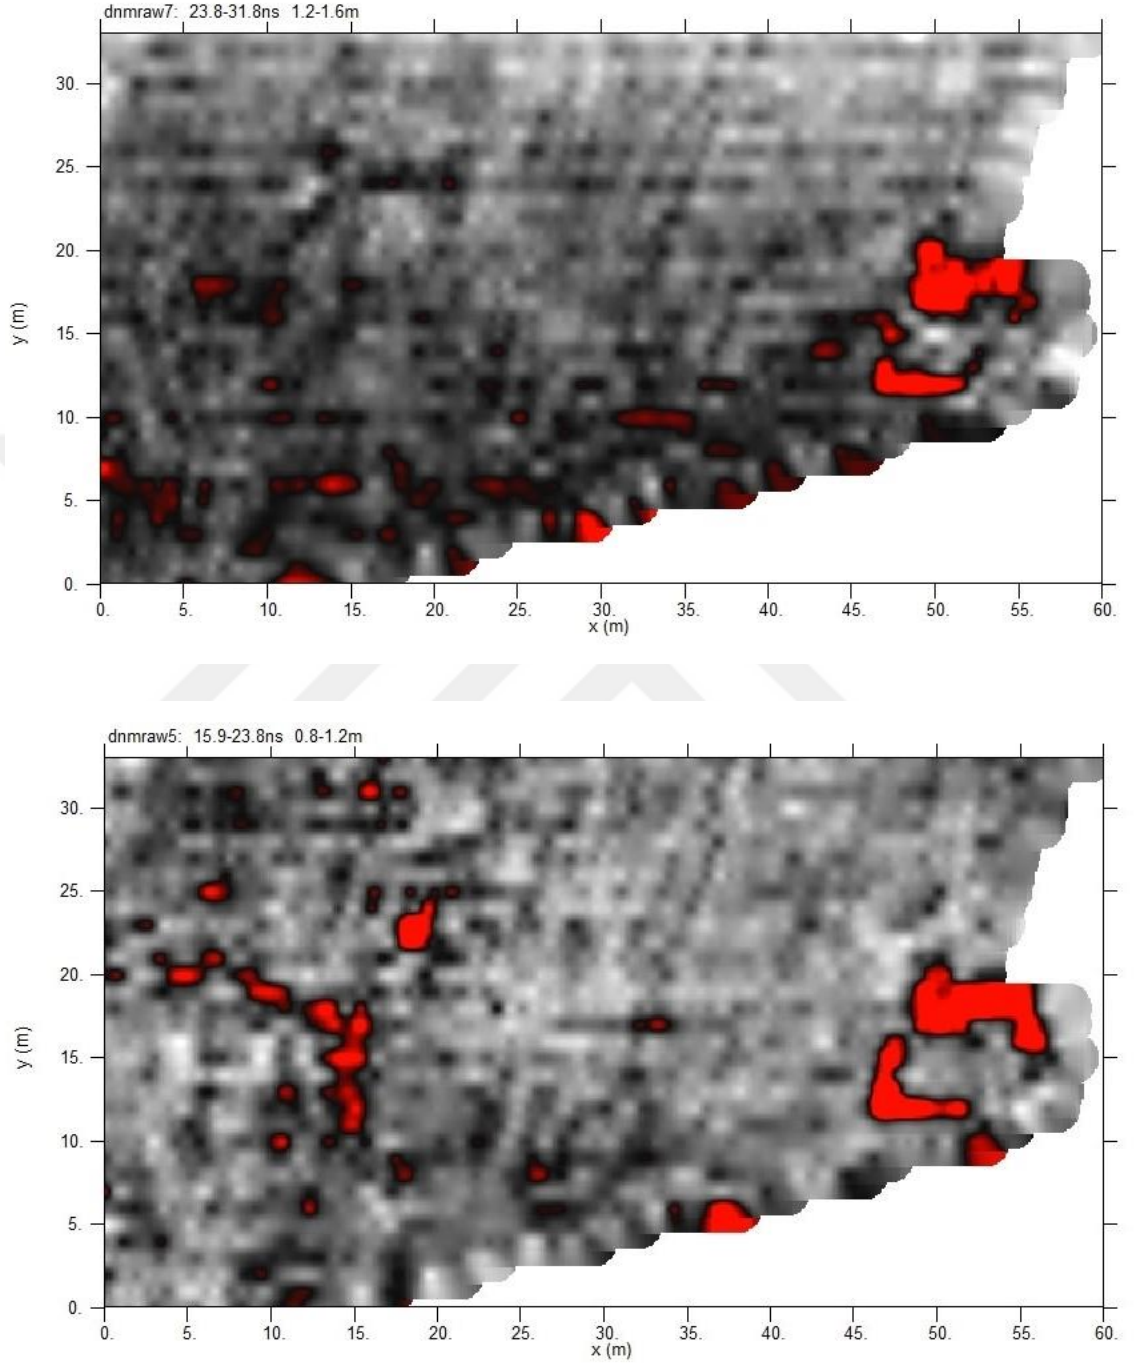 dnmraw7: 23.8-31.8ns 1.2-1.6m
30.
25.
20.
15.
10.
5.
0.
y (m)
0. 5. 10. 15. 20. 25. 30. 35. 40. 45. 50. 55. 60.
x (m)
dnmraw5: 15.9-23.8ns 0.8-1.2m
30.
25.
20.
15.
10.
5.
0.
y (m)
0. 5. 10. 15. 20. 25. 30. 35. 40. 45. 50. 55. 60.
x (m)